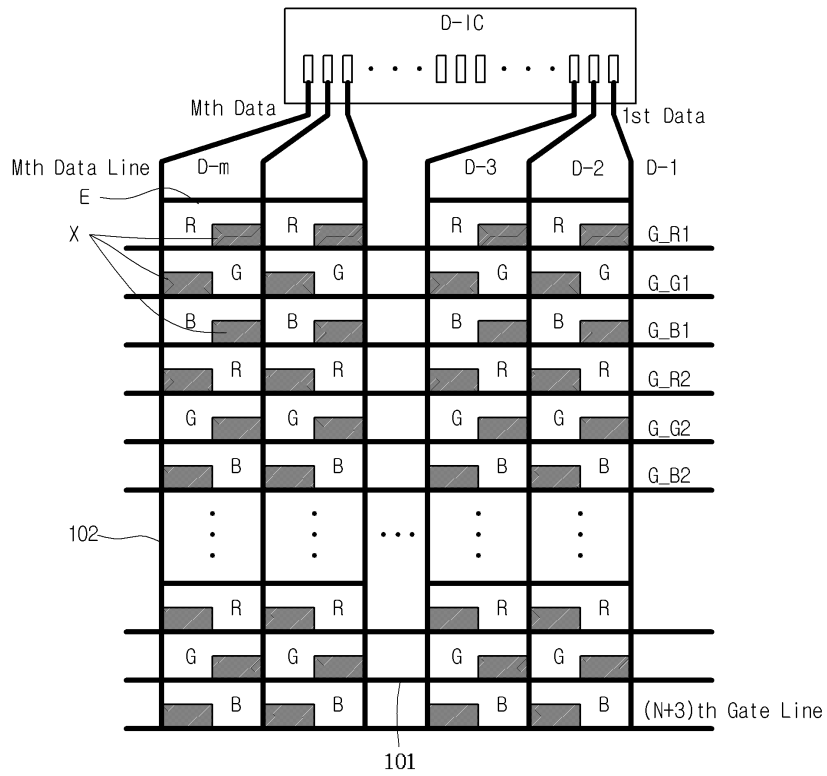 D-IC
Mth Data
1st Data
Mth Data Line D-m D-3 D-2 D-1
E
X
R R R R G_R1
G G G G G_G1
B B B B G_B1
R R R R G_R2
G G G G G_G2
B B B B G_B2
102
R R R R
G G G G
B B B B (N+3)th Gate Line
101